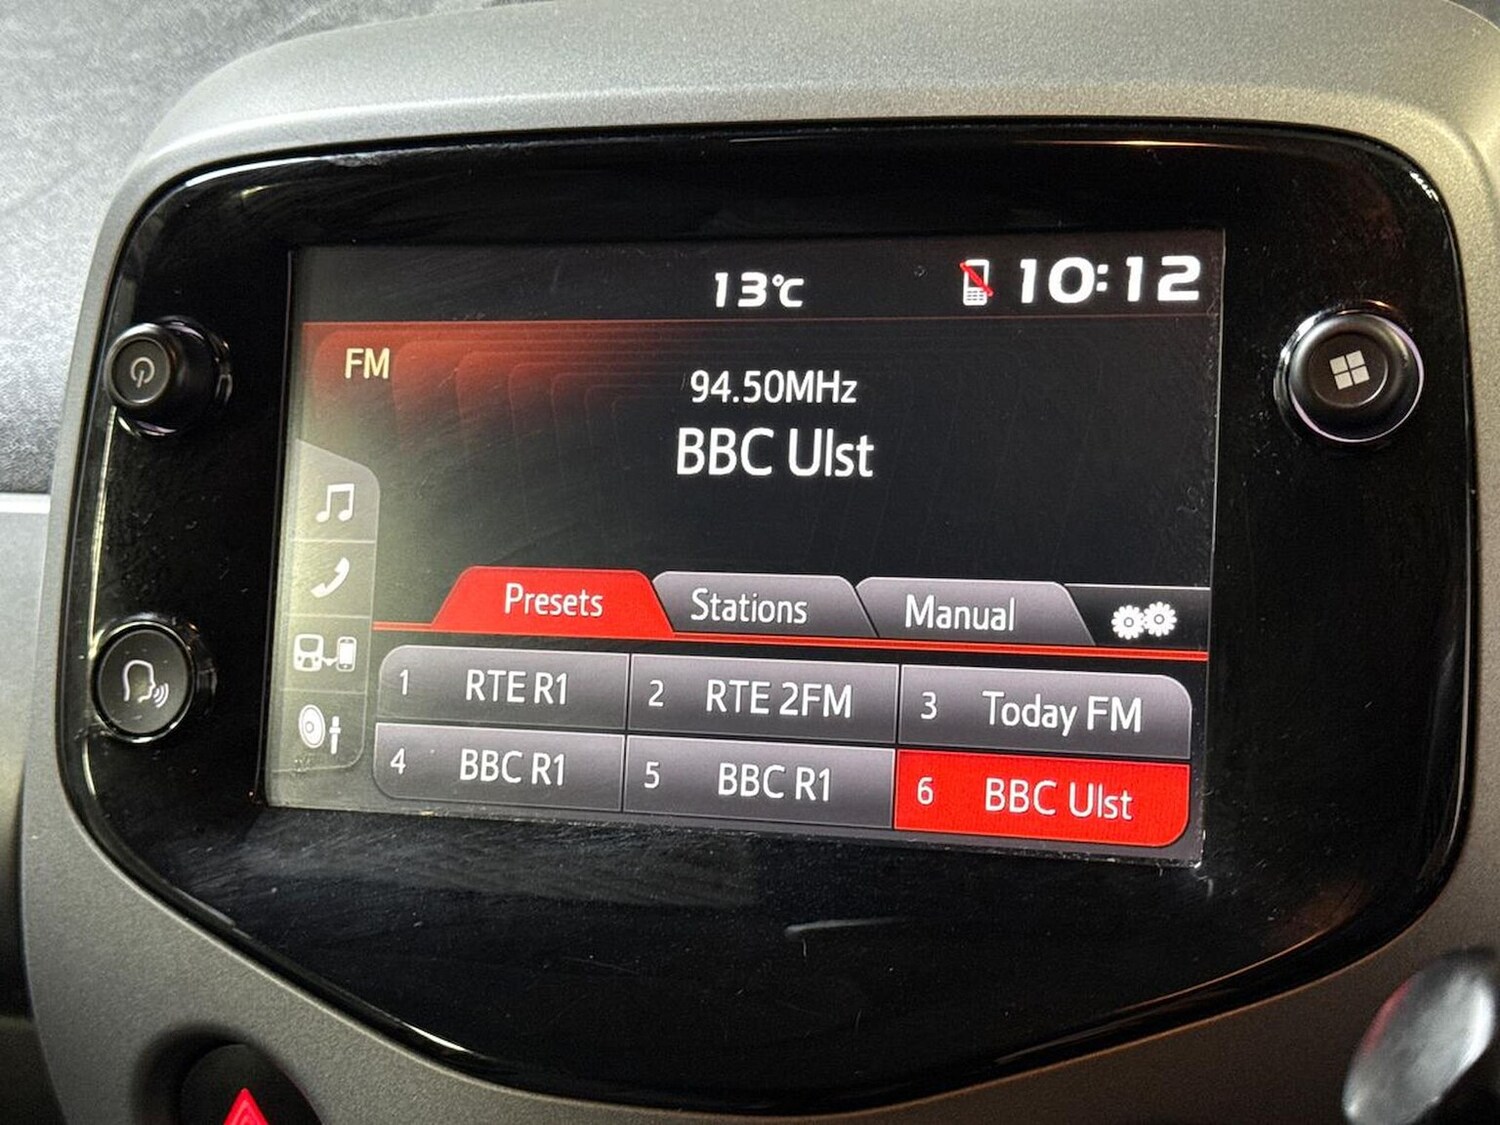 13°C 10:12
FM
94.50MHz
BBC Ulst
Presets Stations Manual
1 RTE R1 2 RTE 2FM 3 Today FM
4 BBC R1 5 BBC R1 6 BBC Ulst